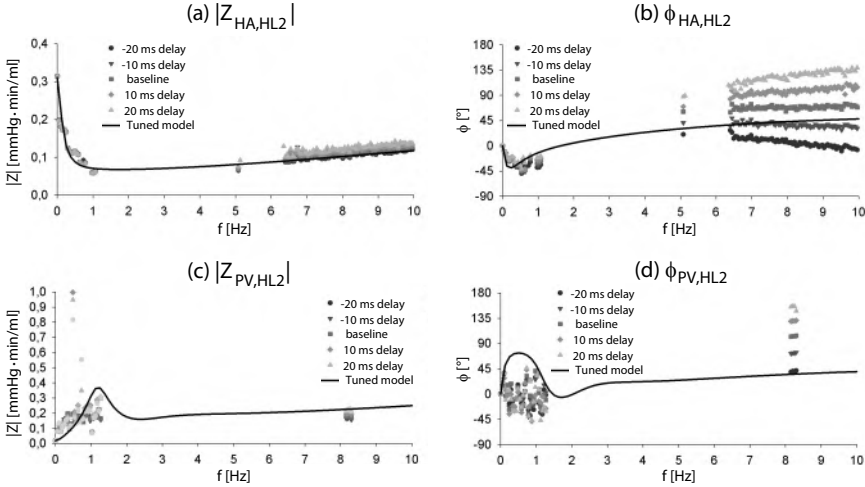 (a) |Z HA,HL2|
0,4
0,3
0,2
0,1
0,0
|Z| [mmHg·min/ml]
-20 ms delay
-10 ms delay
baseline
10 ms delay
20 ms delay
Tuned model
0 1 2 3 4 5 6 7 8 9 10
f [Hz]
(b) ϕ HA,HL2
180
135
90
45
0
-45
-90
ϕ [°]
-20 ms delay
-10 ms delay
baseline
10 ms delay
20 ms delay
Tuned model
0 1 2 3 4 5 6 7 8 9 10
f [Hz]
(c) |Z PV,HL2|
1,0
0,9
0,8
0,7
0,6
0,5
0,4
0,3
0,2
0,1
0,0
|Z| [mmHg·min/ml]
-20 ms delay
-10 ms delay
baseline
10 ms delay
20 ms delay
Tuned model
0 1 2 3 4 5 6 7 8 9 10
f [Hz]
(d) ϕ PV,HL2
180
135
90
45
0
-45
-90
ϕ [°]
-20 ms delay
-10 ms delay
baseline
10 ms delay
20 ms delay
Tuned model
0 1 2 3 4 5 6 7 8 9 10
f [Hz]